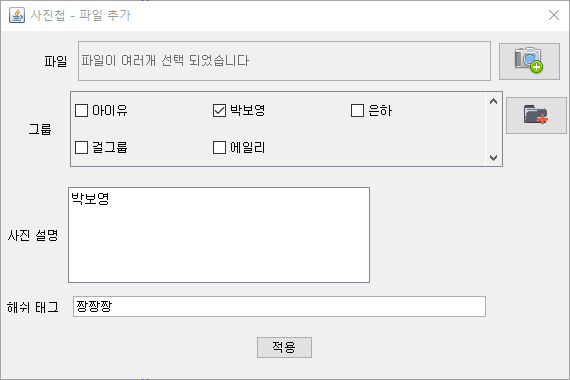 사진첩 - 파일 추가
파일 파일이 여러개 선택 되었습니다
그룹
아이유 박보영 은하
걸그룹 에일리
사진 설명
박보영
해쉬 태그 짱짱짱
적용